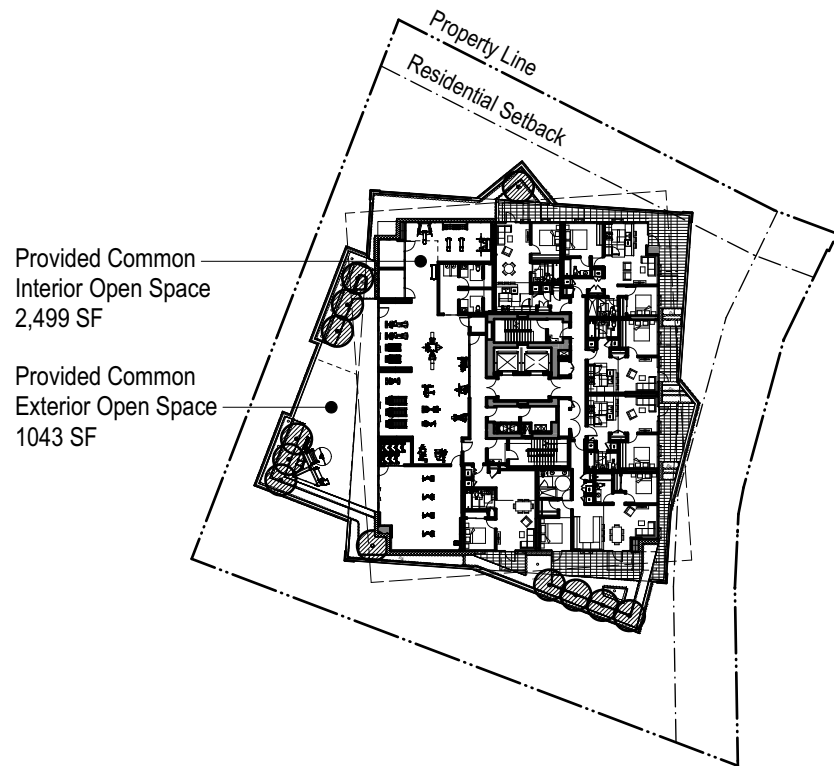 Property Line
Residential Setback
Provided Common
Interior Open Space
2,499 SF
Provided Common
Exterior Open Space
1043 SF